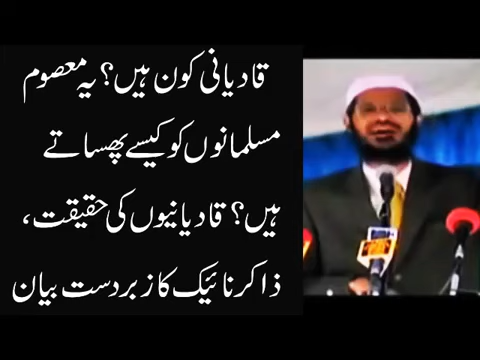 قادیانی کون ہیں؟ یہ معصوم
مسلمانوں کو کیسے پھساتے
ہیں؟ قادیانیوں کی حقیقت،
ذاکر نائیک کا زبردست بیان